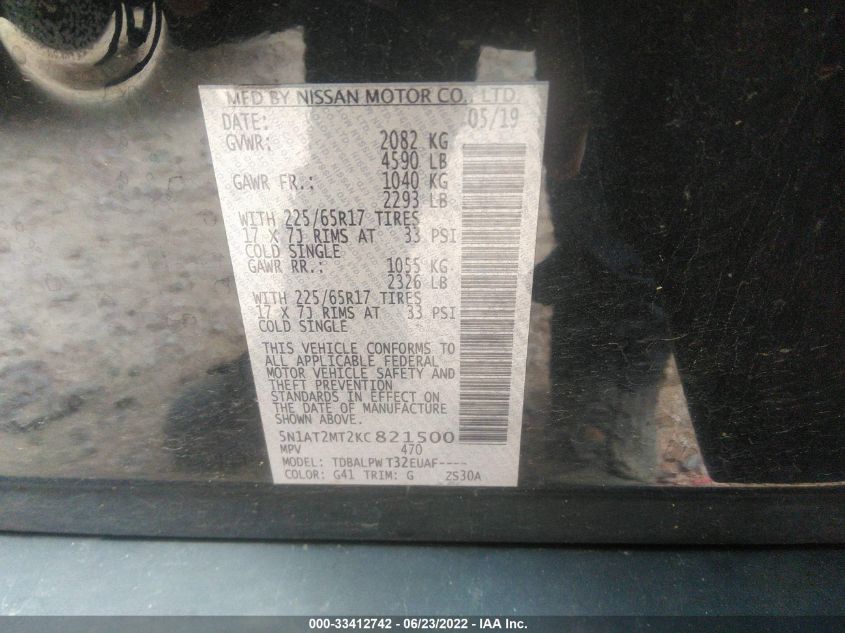 MFD BY NISSAN MOTOR CO., LTD.
DATE: 05/19
GVWR: 2082 KG
4590 LB
GAWR FR.: 1040 KG
2293 LB
WITH 225/65R17 TIRES
17 X 7J RIMS AT 33 PSI
COLD SINGLE
GAWR RR.: 1055 KG
2326 LB
WITH 225/65R17 TIRES
17 X 7J RIMS AT 33 PSI
COLD SINGLE
THIS VEHICLE CONFORMS TO
ALL APPLICABLE FEDERAL
MOTOR VEHICLE SAFETY AND
THEFT PREVENTION
STANDARDS IN EFFECT ON
THE DATE OF MANUFACTURE
SHOWN ABOVE.
5N1AT2MT2KC821500
MPV 470
MODEL: TDBALPW T32EUAF----
COLOR: G41 TRIM: G ZS30A
000-33412742 - 06/23/2022 - IAA Inc.